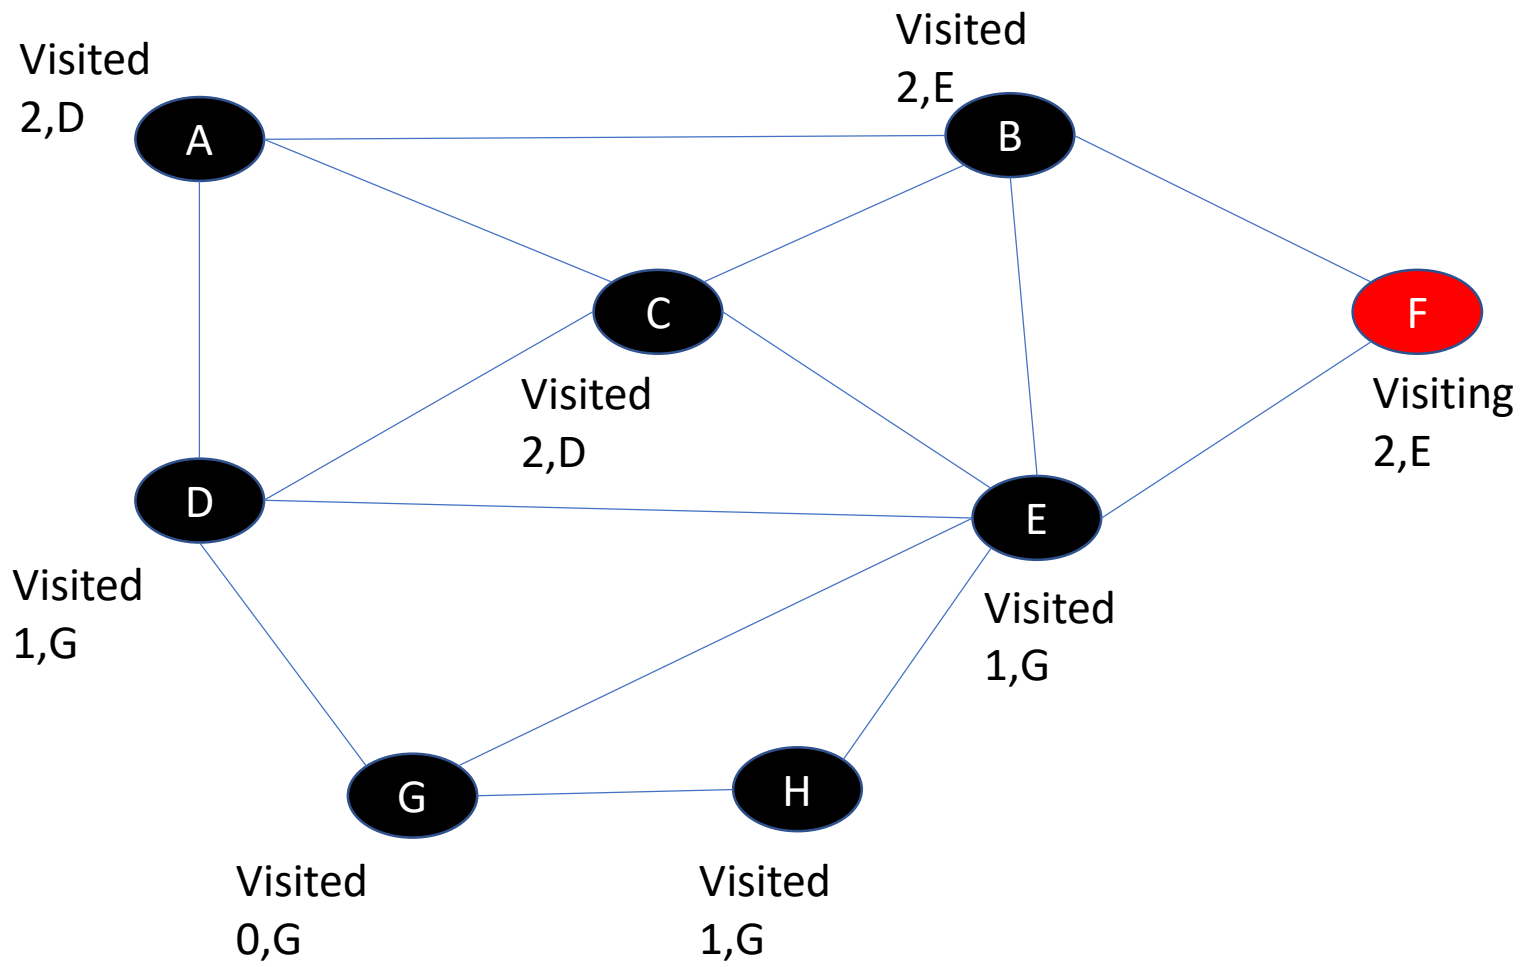 Visited
2,D
A
Visited
2,E
B
C
Visited
2,D
F
Visiting
2,E
D
Visited
1,G
E
Visited
1,G
G
Visited
0,G
H
Visited
1,G